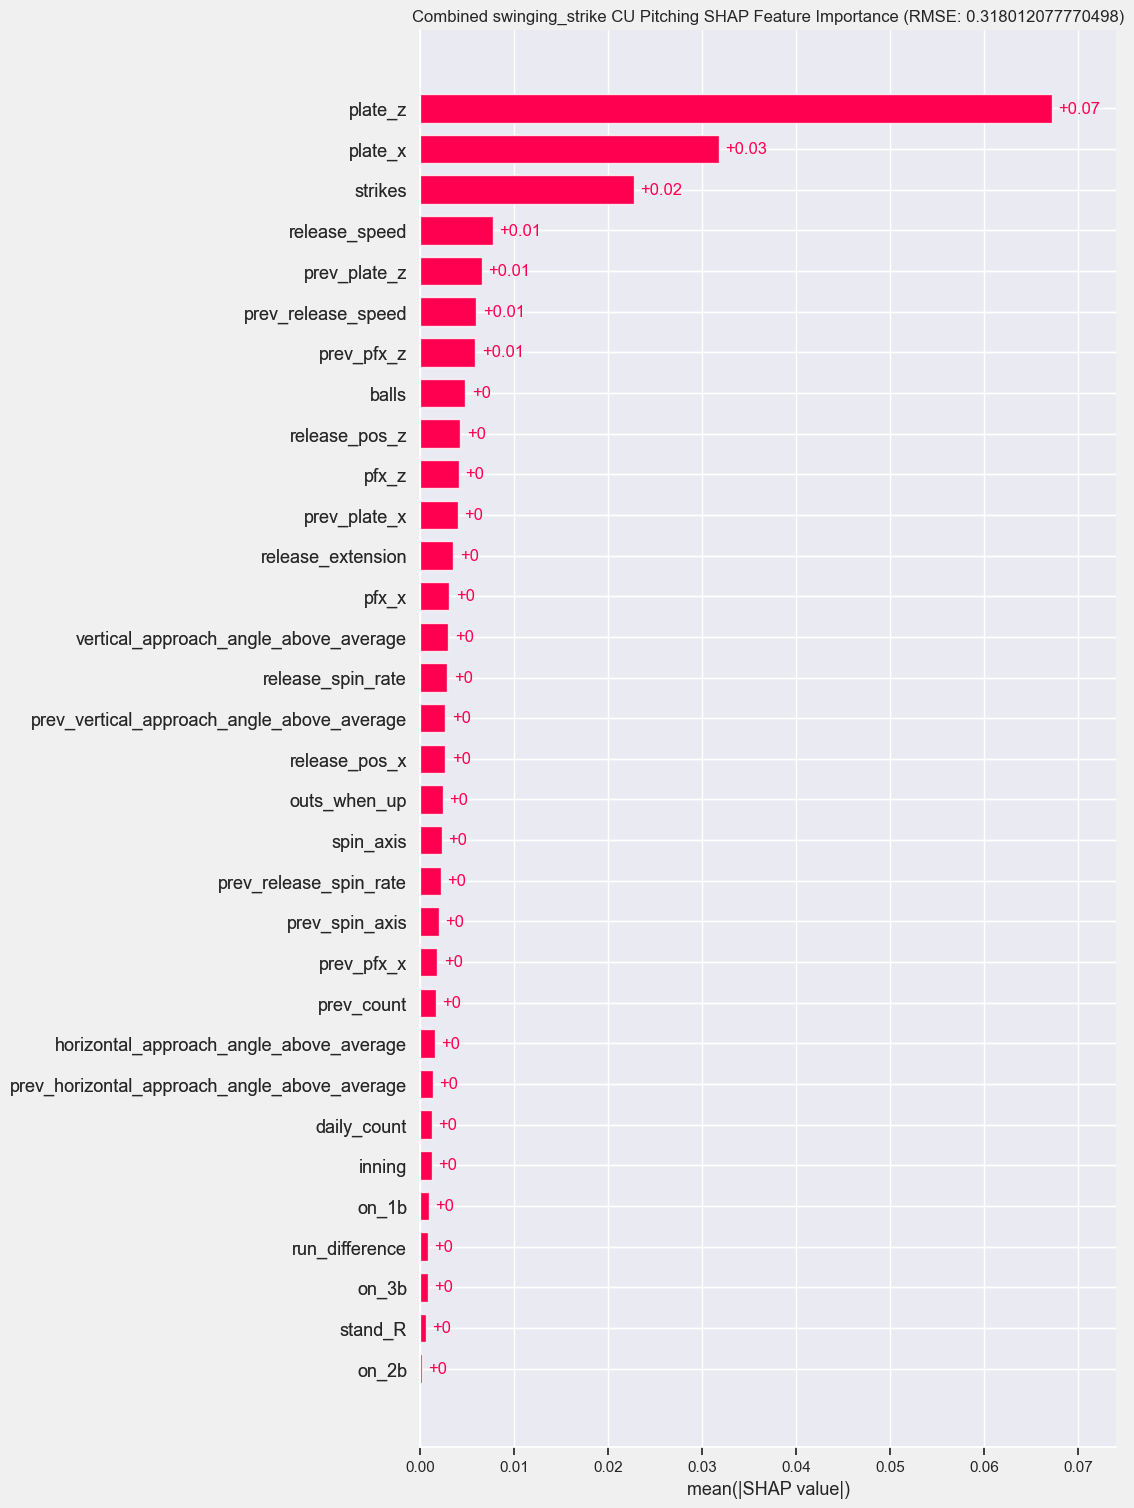 Combined swinging_strike CU Pitching SHAP Feature Importance (RMSE: 0.318012077770498)
plate_z +0.07
plate_x +0.03
strikes +0.02
release_speed +0.01
prev_plate_z +0.01
prev_release_speed +0.01
prev_pfx_z +0.01
balls +0
release_pos_z +0
pfx_z +0
prev_plate_x +0
release_extension +0
pfx_x +0
vertical_approach_angle_above_average +0
release_spin_rate +0
prev_vertical_approach_angle_above_average +0
release_pos_x +0
outs_when_up +0
spin_axis +0
prev_release_spin_rate +0
prev_spin_axis +0
prev_pfx_x +0
prev_count +0
horizontal_approach_angle_above_average +0
prev_horizontal_approach_angle_above_average +0
daily_count +0
inning +0
on_1b +0
run_difference +0
on_3b +0
stand_R +0
on_2b +0
0.00 0.01 0.02 0.03 0.04 0.05 0.06 0.07
mean(|SHAP value|)